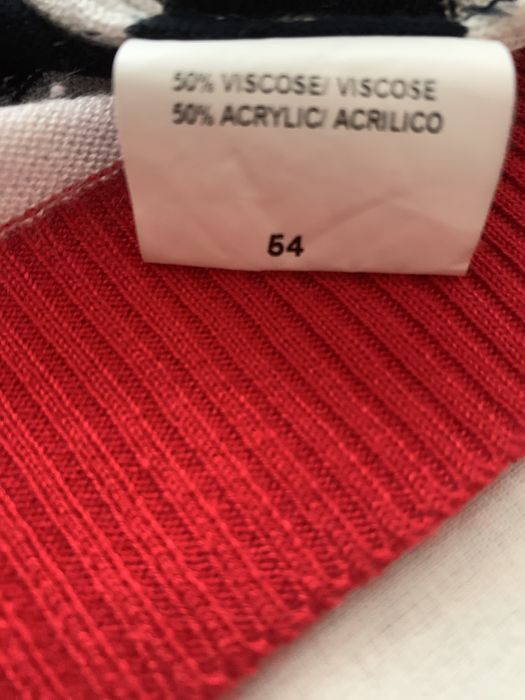 50% VISCOSE/ VISCOSE
50% ACRYLIC/ ACRILICO
54